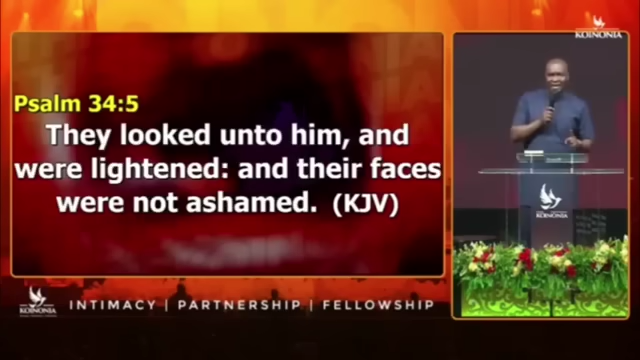 KOINONIA
Psalm 34:5
They looked unto him, and
were lightened: and their faces
were not ashamed. (KJV)
KOINONIA
KOINONIA
INTIMACY | PARTNERSHIP | FELLOWSHIP